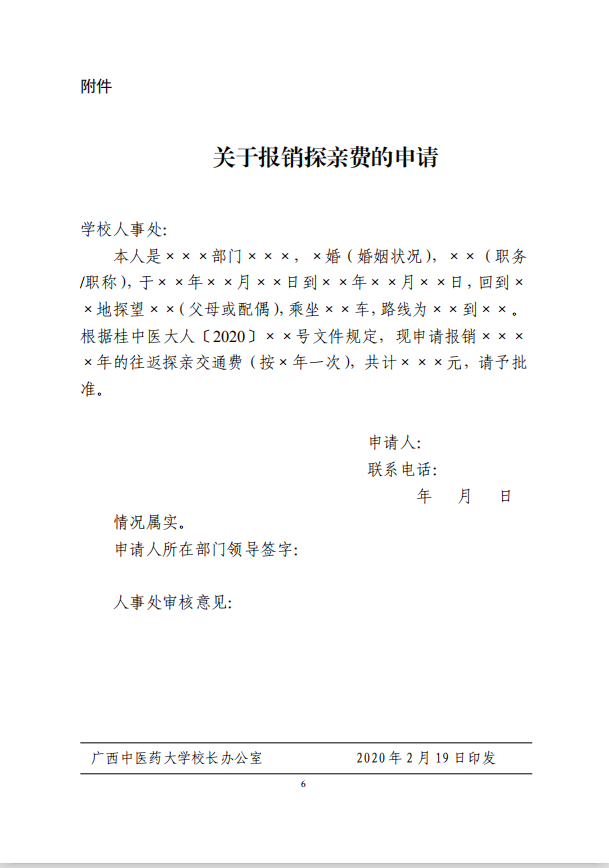 附件
关于报销探亲费的申请
学校人事处：
本人是×××部门×××，×婚（婚姻状况），××（职务
/职称），于××年××月××日到××年××月××日，回到×
×地探望××（父母或配偶），乘坐××车，路线为××到××。
根据桂中医大人〔2020〕××号文件规定，现申请报销×××
×年的往返探亲交通费（按×年一次），共计×××元，请予批
准。
申请人：
联系电话：
年 月 日
情况属实。
申请人所在部门领导签字：
人事处审核意见：
广西中医药大学校长办公室 2020年2月19日印发
6